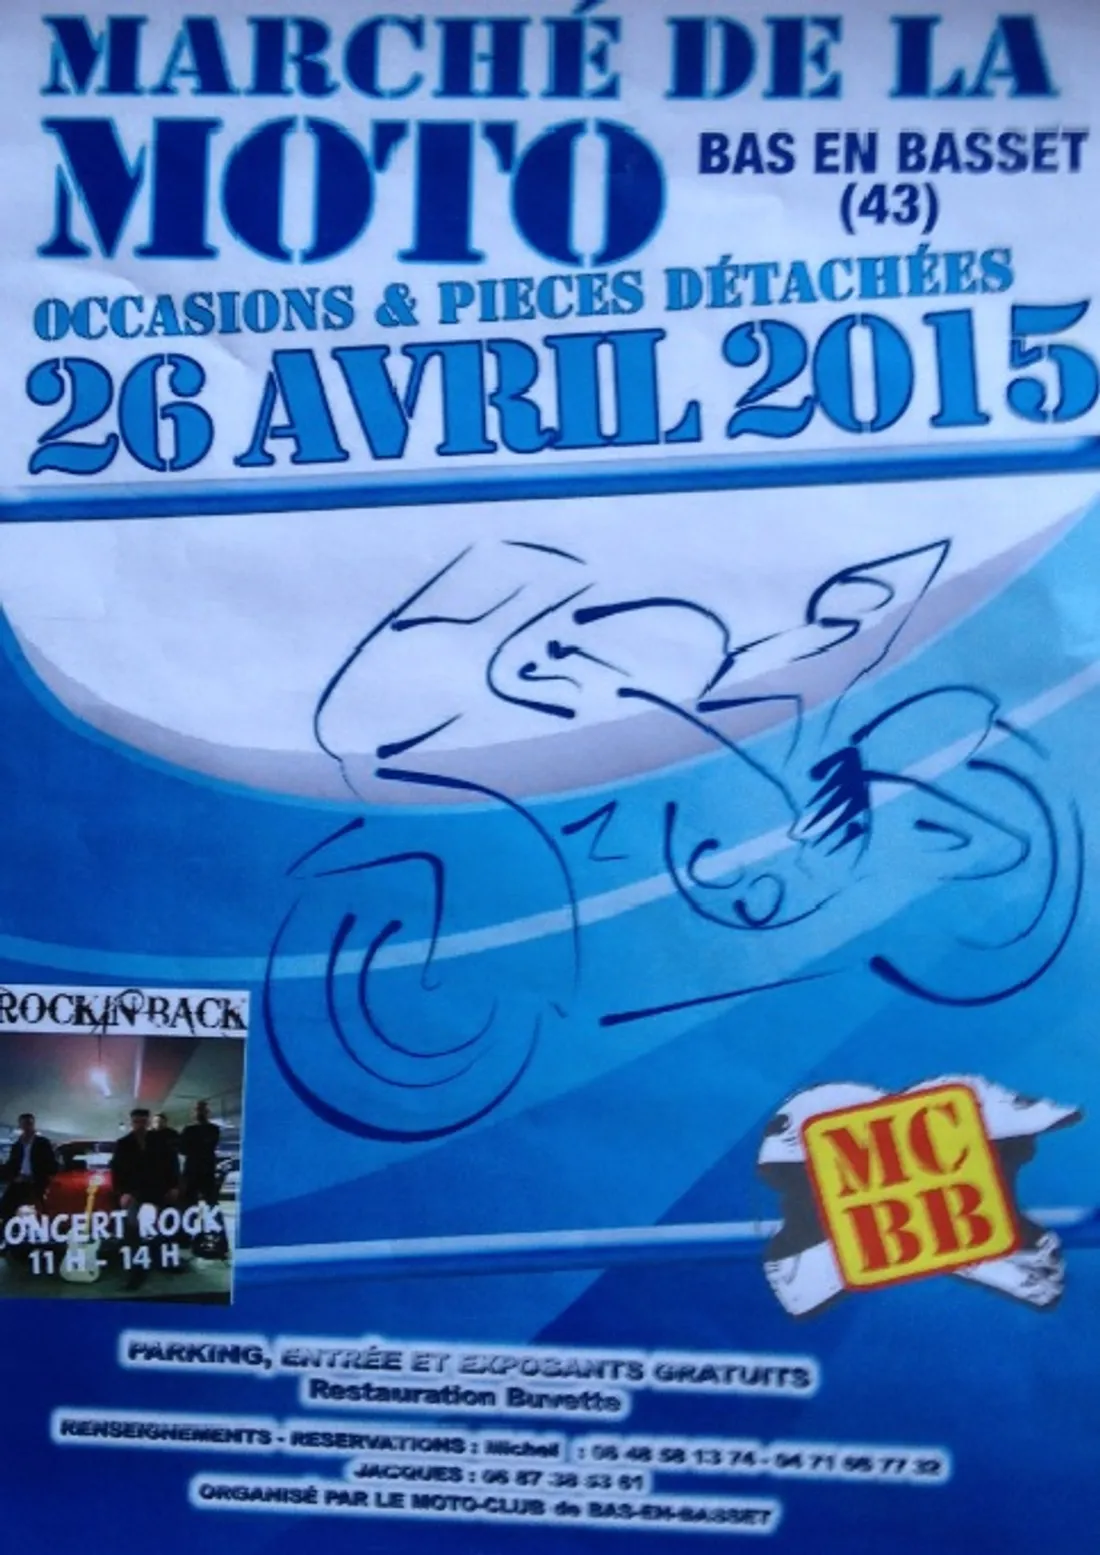 MARCHÉ DE LA
MOTO
BAS EN BASSET
(43)
OCCASIONS & PIECES DÉTACHÉES
26 AVRIL 2015
ROCKIN'BACK
ONCERT ROCK
11 H - 14 H
MC
BB
PARKING, ENTRÉE ET EXPOSANTS GRATUITS
Restauration Buvette
RENSEIGNEMENTS - RESERVATIONS : Michel : 06 48 58 13 74 - 04 71 66 77 32
JACQUES : 06 87 38 53 61
ORGANISÉ PAR LE MOTO-CLUB de BAS-EN-BASSET